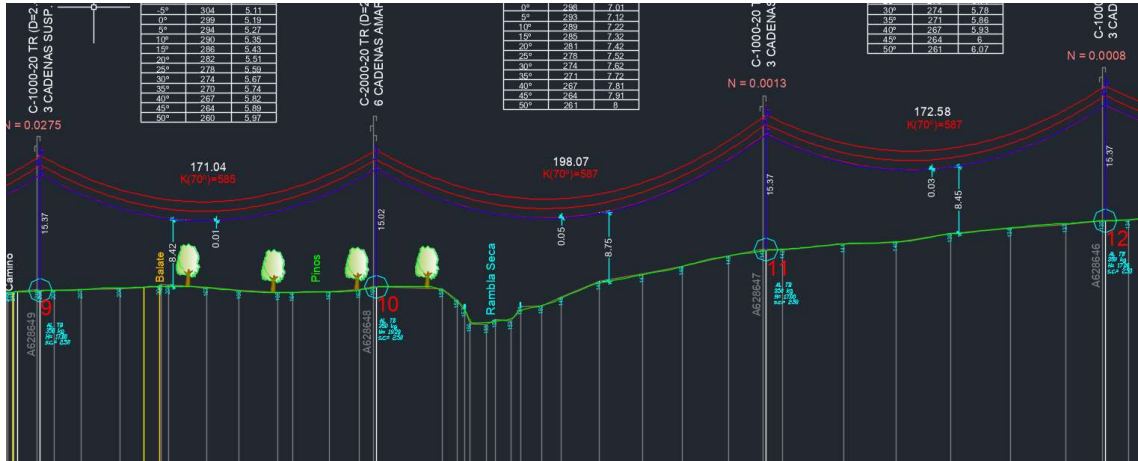 C-1000-20 TR (D=2.
3 CADENAS SUSP.
N = 0.0275
-5° 304 5,11
0° 299 5,19
5° 294 5,27
10° 290 5,35
15° 286 5,43
20° 282 5,51
25° 278 5,59
30° 274 5,67
35° 270 5,74
40° 267 5,82
45° 264 5,89
50° 260 5,97
C-2000-20 TR (D=2
6 CADENAS AMAR
0° 298 7,01
5° 293 7,12
10° 289 7,22
15° 285 7,32
20° 281 7,42
25° 278 7,52
30° 274 7,62
35° 271 7,72
40° 267 7,81
45° 264 7,91
50° 261 8
C-1000-20 T
3 CADENAS
N = 0.0013
30° 274 5,78
35° 271 5,86
40° 267 5,93
45° 264 6
50° 261 6,07
C-100
3 CAD
N = 0.0008
171.04
K(70°)=585
198.07
K(70°)=587
172.58
K(70°)=587
15.37
8.42
0.01
15.02
0.05
8.75
15.37
0.03
8.45
15.37
Camino
Balate
Pinos
Rambla Seca
9
10
11
12
A628649
A628648
A628647
A628646